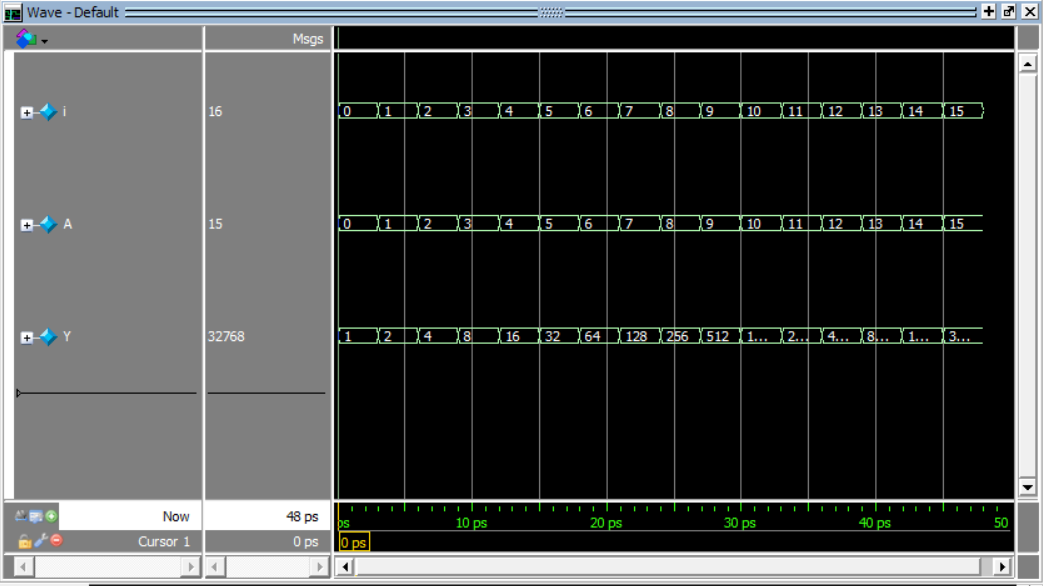 Wave - Default
Msgs
i 16 0 1 2 3 4 5 6 7 8 9 10 11 12 13 14 15
A 15 0 1 2 3 4 5 6 7 8 9 10 11 12 13 14 15
Y 32768 1 2 4 8 16 32 64 128 256 512 1... 2... 4... 8... 1... 3...
Now 48 ps ps 10 ps 20 ps 30 ps 40 ps 50
Cursor 1 0 ps 0 ps